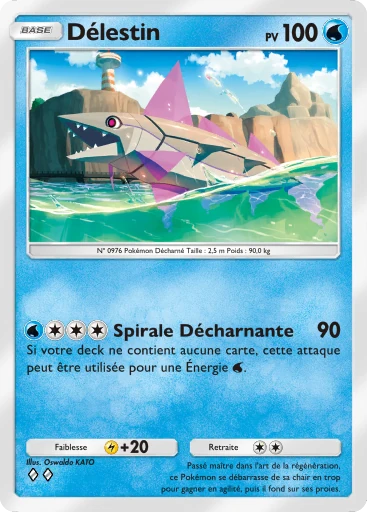 BASE Délestin PV 100
N° 0976 Pokémon Décharné Taille : 2,5 m Poids : 90,0 kg
Spirale Décharnante 90
Si votre deck ne contient aucune carte, cette attaque
peut être utilisée pour une Énergie .
Faiblesse +20 Retraite
Illus. Oswaldo KATO
Passé maître dans l'art de la régénération,
ce Pokémon se débarrasse de sa chair en trop
pour gagner en agilité, puis il fond sur ses proies.